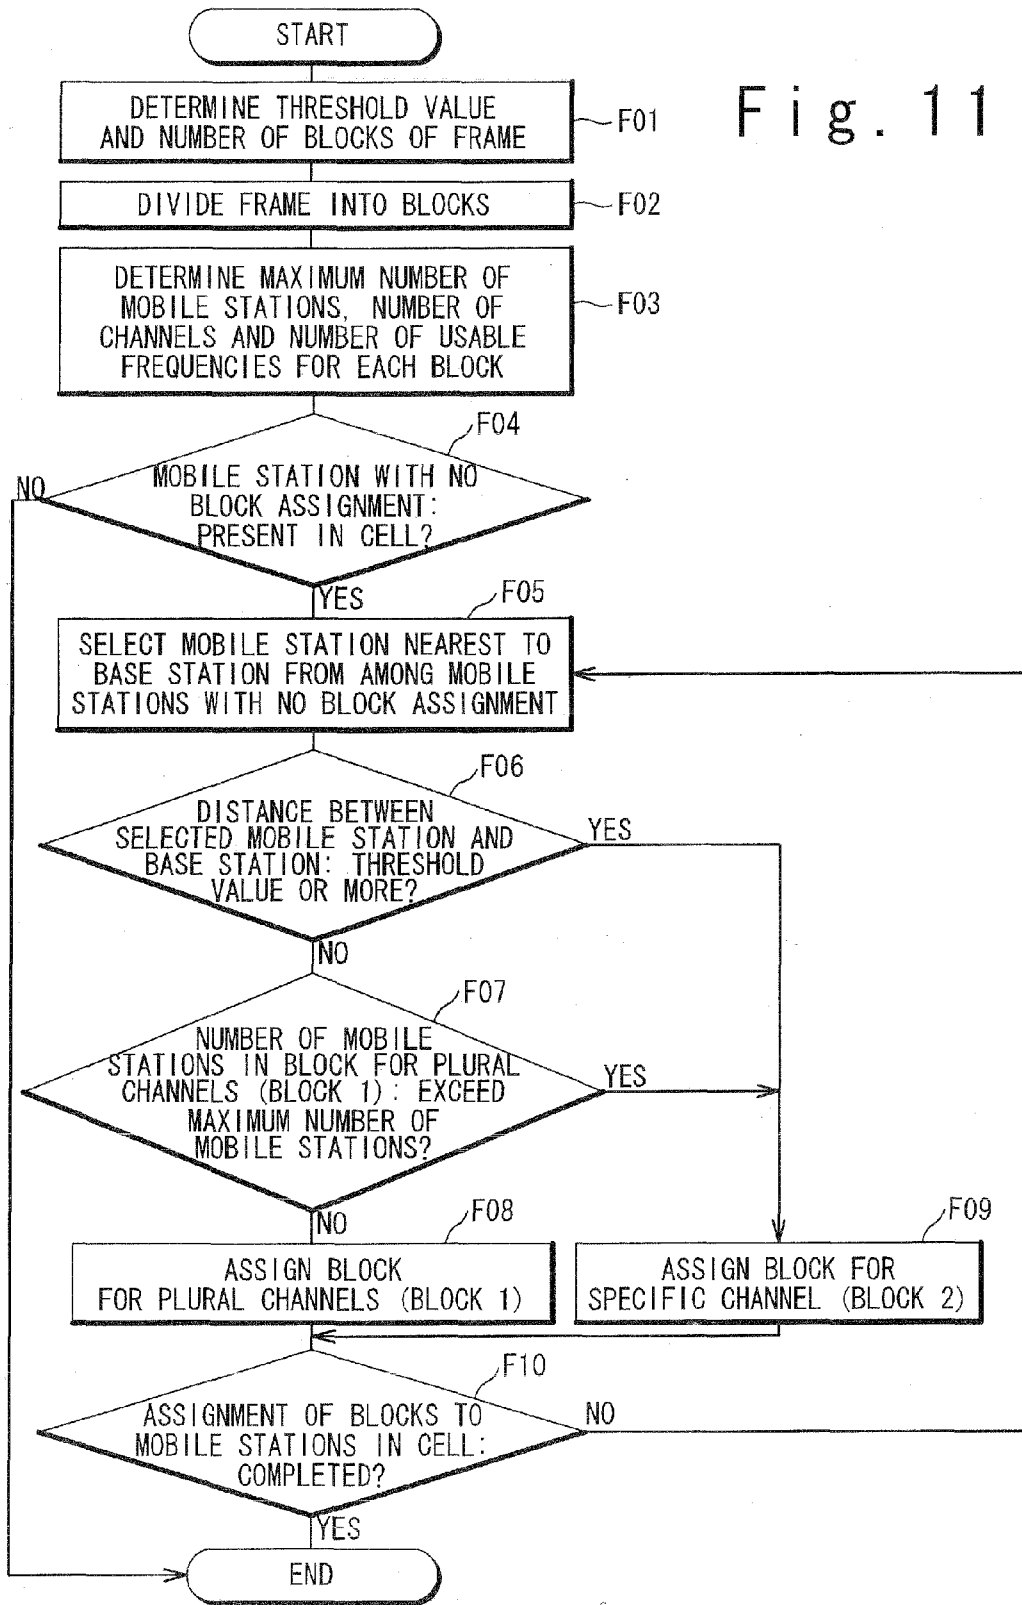 START
Fig. 11
DETERMINE THRESHOLD VALUE
AND NUMBER OF BLOCKS OF FRAME
F01
DIVIDE FRAME INTO BLOCKS
F02
DETERMINE MAXIMUM NUMBER OF
MOBILE STATIONS, NUMBER OF
CHANNELS AND NUMBER OF USABLE
FREQUENCIES FOR EACH BLOCK
F03
F04
NO
MOBILE STATION WITH NO
BLOCK ASSIGNMENT:
PRESENT IN CELL?
YES
F05
SELECT MOBILE STATION NEAREST TO
BASE STATION FROM AMONG MOBILE
STATIONS WITH NO BLOCK ASSIGNMENT
F06
DISTANCE BETWEEN
SELECTED MOBILE STATION AND
BASE STATION: THRESHOLD
VALUE OR MORE?
YES
NO
F07
NUMBER OF MOBILE
STATIONS IN BLOCK FOR PLURAL
CHANNELS (BLOCK 1): EXCEED
MAXIMUM NUMBER OF
MOBILE STATIONS?
YES
NO
F08
F09
ASSIGN BLOCK
FOR PLURAL CHANNELS (BLOCK 1)
ASSIGN BLOCK FOR
SPECIFIC CHANNEL (BLOCK 2)
F10
ASSIGNMENT OF BLOCKS TO
MOBILE STATIONS IN CELL:
COMPLETED?
NO
YES
END